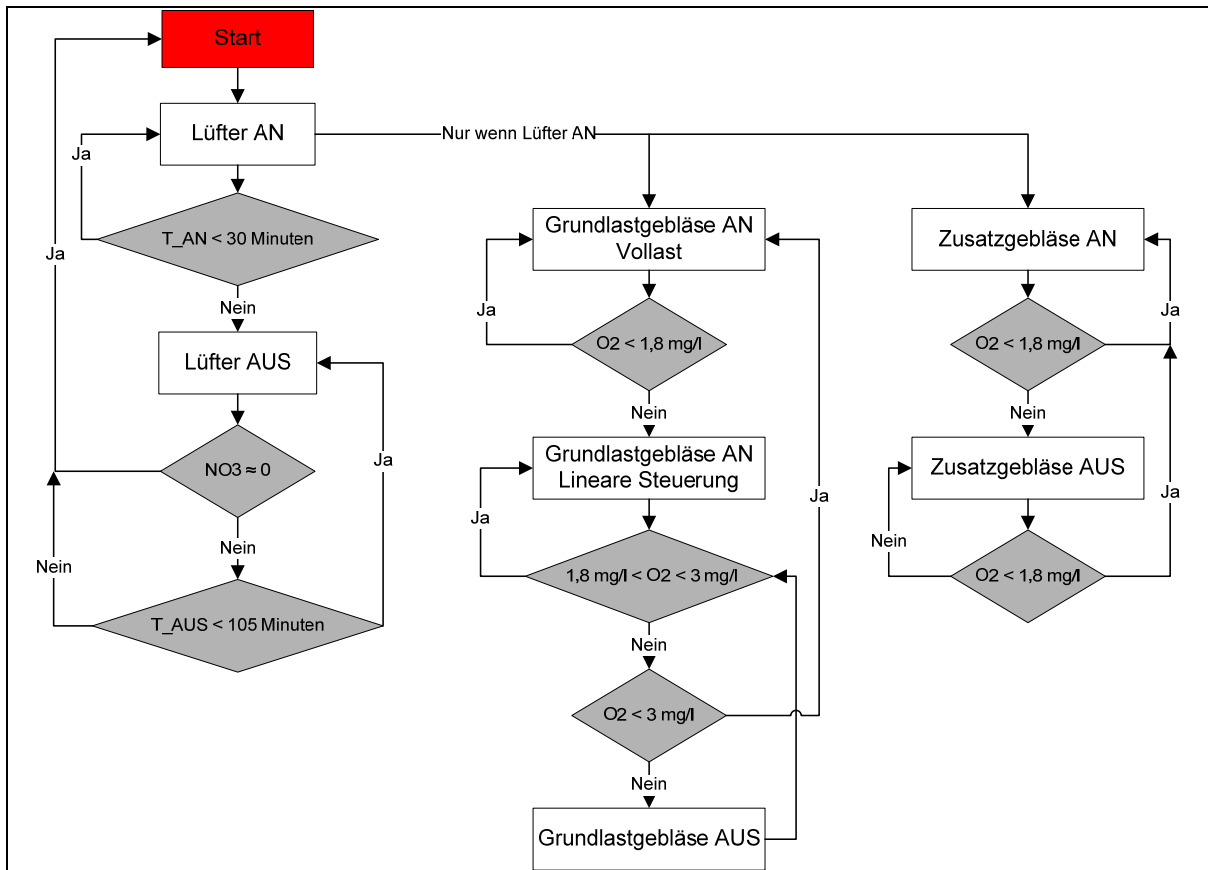 Start
Lüfter AN
Ja
T_AN < 30 Minuten
Nein
Lüfter AUS
NO3 ≈ 0
Ja
Nein
T_AUS < 105 Minuten
Nein
Ja
Nur wenn Lüfter AN
Grundlastgebläse AN
Vollast
Ja
O2 < 1,8 mg/l
Nein
Grundlastgebläse AN
Lineare Steuerung
Ja
1,8 mg/l < O2 < 3 mg/l
Nein
O2 < 3 mg/l
Ja
Nein
Grundlastgebläse AUS
Zusatzgebläse AN
Ja
O2 < 1,8 mg/l
Nein
Zusatzgebläse AUS
Nein
O2 < 1,8 mg/l
Ja